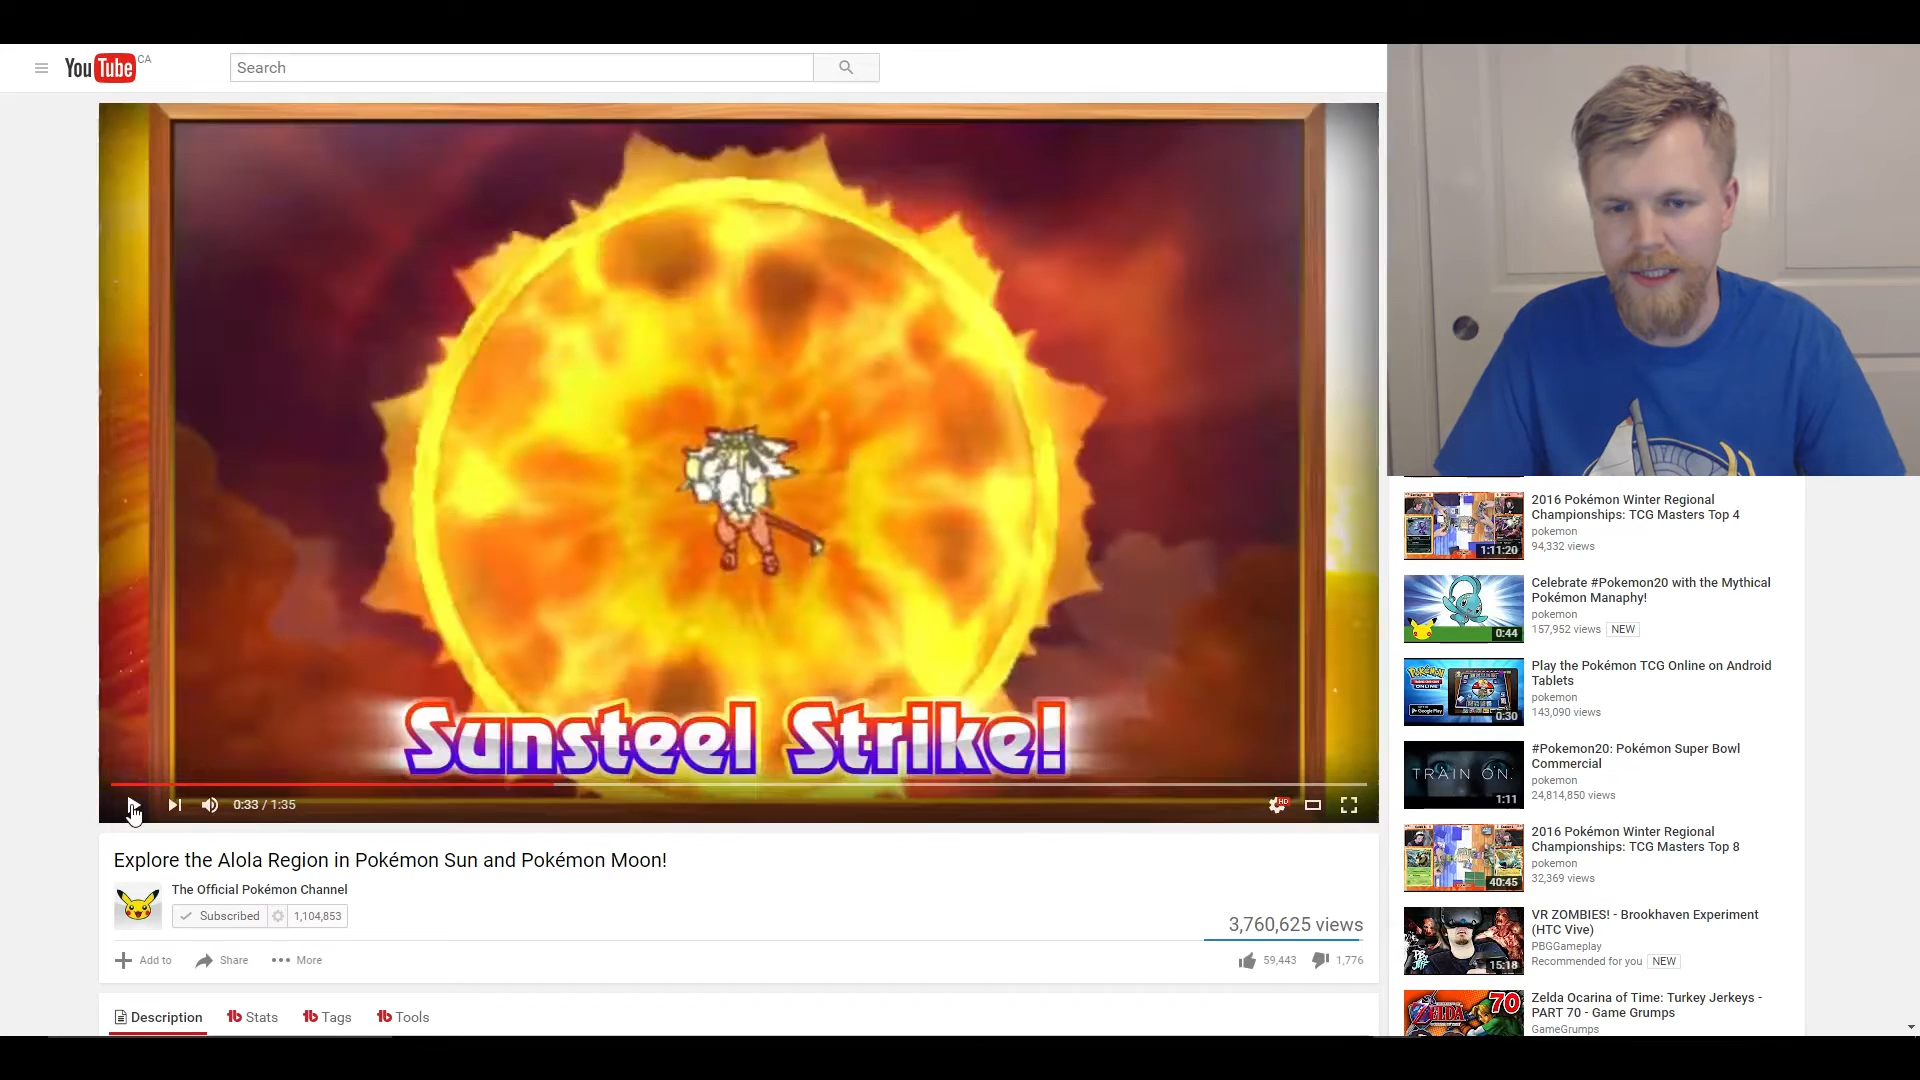 YouTube CA
Search
Sunsteel Strike!
0:33 / 1:35
HD
Explore the Alola Region in Pokémon Sun and Pokémon Moon!
The Official Pokémon Channel
Subscribed 1,104,853
3,760,625 views
Add to Share More
59,443 1,776
Description Stats Tags Tools
2016 Pokémon Winter Regional
Championships: TCG Masters Top 4
pokemon
94,332 views
1:11:20
Celebrate #Pokemon20 with the Mythical
Pokémon Manaphy!
pokemon
157,952 views NEW
0:44
Play the Pokémon TCG Online on Android
Tablets
pokemon
143,090 views
0:30
#Pokemon20: Pokémon Super Bowl
Commercial
pokemon
24,814,850 views
TRAIN ON.
1:11
2016 Pokémon Winter Regional
Championships: TCG Masters Top 8
pokemon
32,369 views
40:45
VR ZOMBIES! - Brookhaven Experiment
(HTC Vive)
PBGGameplay
Recommended for you NEW
15:18
Zelda Ocarina of Time: Turkey Jerkeys -
PART 70 - Game Grumps
GameGrumps
70
ZELDA